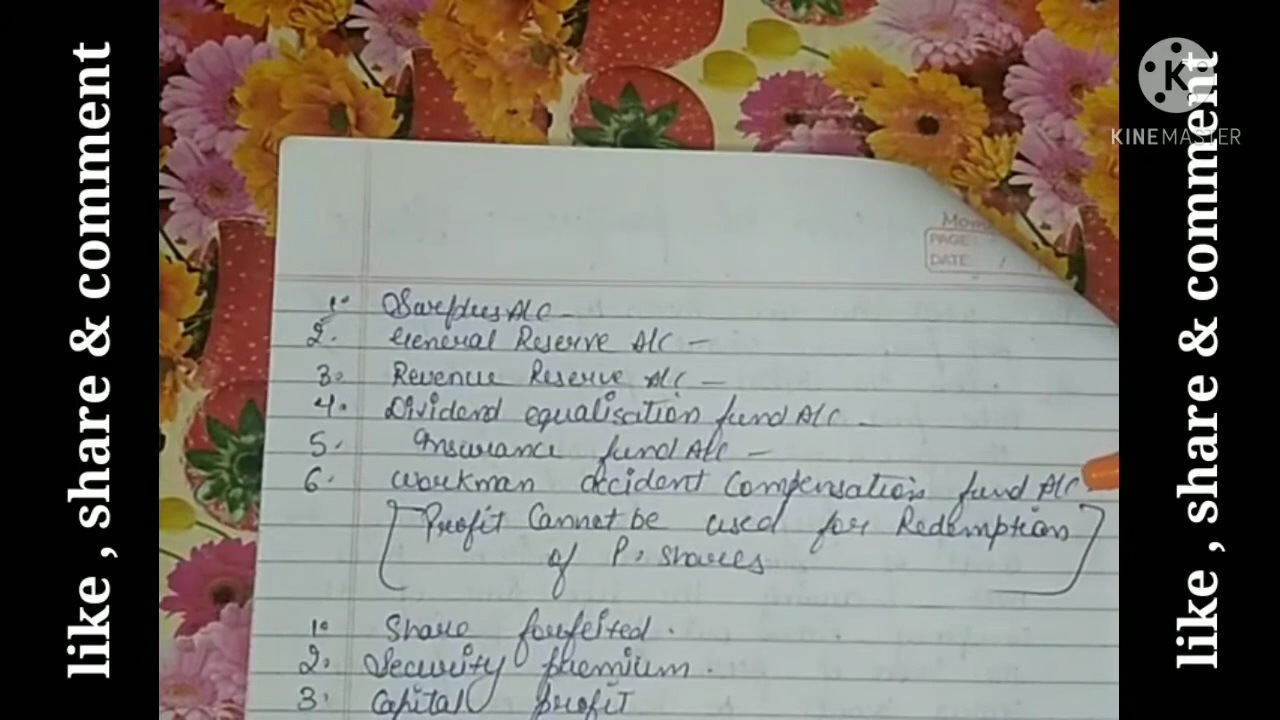 like , share & comment
K
KINEMASTER
PAGE
DATE / /
1. Surplus A/C -
2. General Reserve A/C -
3. Revenue Reserve A/C -
4. Dividend equalisation fund A/C -
5. Insurance fund A/C -
6. Workman accident Compensation fund A/C -
[Profit Cannot be used for Redemption
of P. Shares]
1. Share forfeited .
2. Security premium .
3. Capital profit
like , share & comment